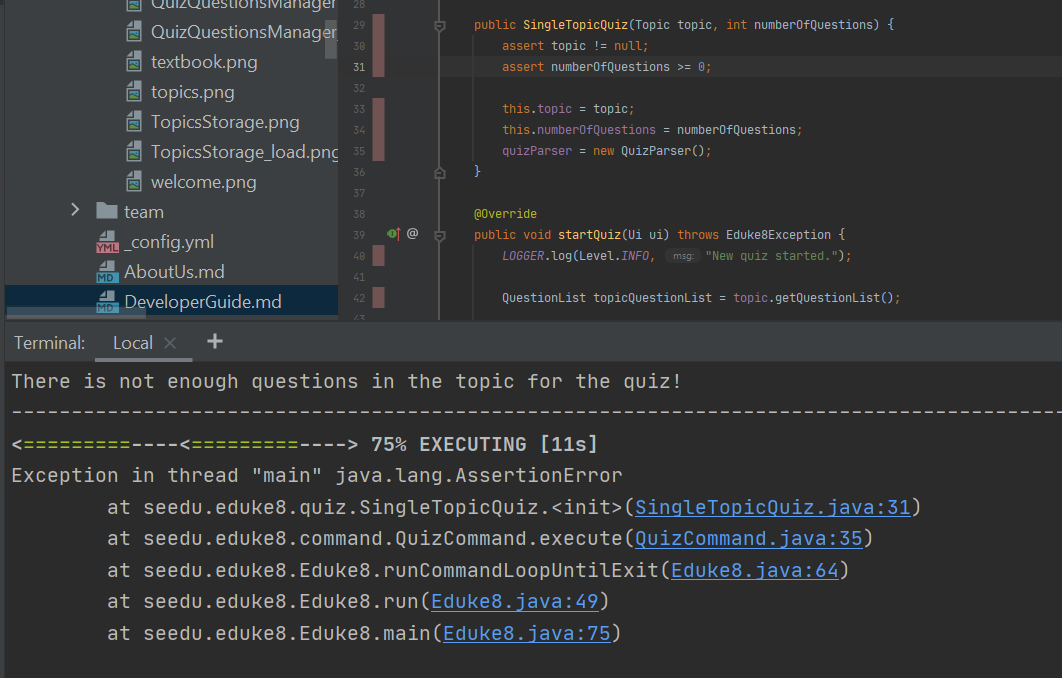 QuizQuestionsManager
QuizQuestionsManager_
textbook.png
topics.png
TopicsStorage.png
TopicsStorage_load.png
welcome.png
team
YML _config.yml
MD AboutUs.md
MD DeveloperGuide.md
28
29 public SingleTopicQuiz(Topic topic, int numberOfQuestions) {
30 assert topic != null;
31 assert numberOfQuestions >= 0;
32
33 this.topic = topic;
34 this.numberOfQuestions = numberOfQuestions;
35 quizParser = new QuizParser();
36 }
37
38 @Override
39 @ public void startQuiz(Ui ui) throws Eduke8Exception {
40 LOGGER.log(Level.INFO, msg: "New quiz started.");
41
42 QuestionList topicQuestionList = topic.getQuestionList();
43
Terminal: Local × +
There is not enough questions in the topic for the quiz!
----------------------------------------------------------------------------------------
<=========----<=========----> 75% EXECUTING [11s]
Exception in thread "main" java.lang.AssertionError
at seedu.eduke8.quiz.SingleTopicQuiz.<init>(SingleTopicQuiz.java:31)
at seedu.eduke8.command.QuizCommand.execute(QuizCommand.java:35)
at seedu.eduke8.Eduke8.runCommandLoopUntilExit(Eduke8.java:64)
at seedu.eduke8.Eduke8.run(Eduke8.java:49)
at seedu.eduke8.Eduke8.main(Eduke8.java:75)